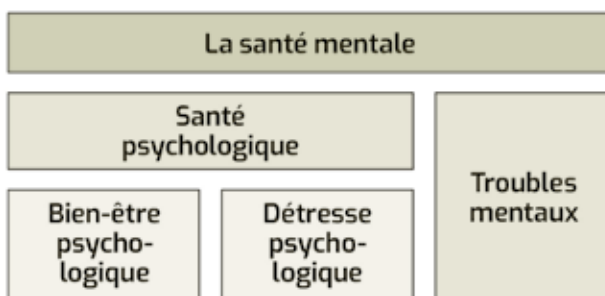 La santé mentale
Santé
psychologique
Troubles
mentaux
Bien-être
psycho-
logique
Détresse
psycho-
logique